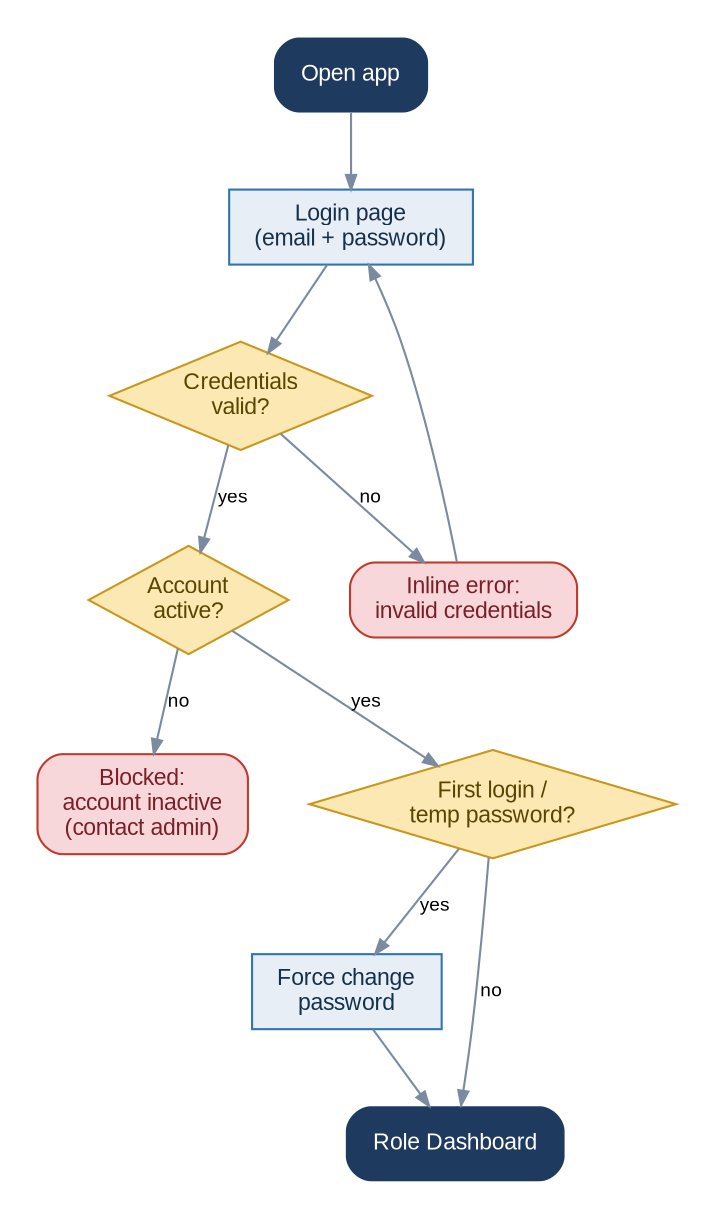 Open app
Login page
(email + password)
Credentials
valid?
yes
no
Account
active?
Inline error:
invalid credentials
no
yes
Blocked:
account inactive
(contact admin)
First login /
temp password?
yes
Force change
password
no
Role Dashboard